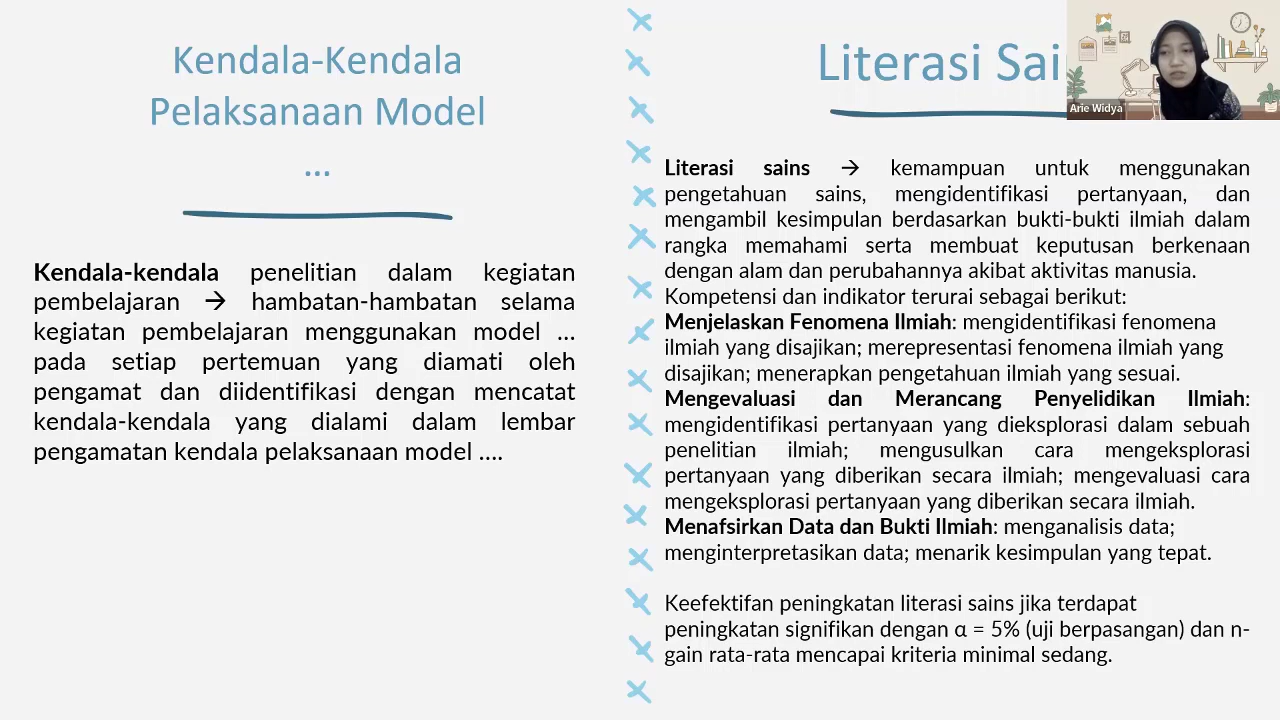 Kendala-Kendala
Pelaksanaan Model
...
Kendala-kendala penelitian dalam kegiatan
pembelajaran → hambatan-hambatan selama
kegiatan pembelajaran menggunakan model ...
pada setiap pertemuan yang diamati oleh
pengamat dan diidentifikasi dengan mencatat
kendala-kendala yang dialami dalam lembar
pengamatan kendala pelaksanaan model ....
Literasi Sai
Arie Widya
Literasi sains → kemampuan untuk menggunakan
pengetahuan sains, mengidentifikasi pertanyaan, dan
mengambil kesimpulan berdasarkan bukti-bukti ilmiah dalam
rangka memahami serta membuat keputusan berkenaan
dengan alam dan perubahannya akibat aktivitas manusia.
Kompetensi dan indikator terurai sebagai berikut:
Menjelaskan Fenomena Ilmiah: mengidentifikasi fenomena
ilmiah yang disajikan; merepresentasi fenomena ilmiah yang
disajikan; menerapkan pengetahuan ilmiah yang sesuai.
Mengevaluasi dan Merancang Penyelidikan Ilmiah:
mengidentifikasi pertanyaan yang dieksplorasi dalam sebuah
penelitian ilmiah; mengusulkan cara mengeksplorasi
pertanyaan yang diberikan secara ilmiah; mengevaluasi cara
mengeksplorasi pertanyaan yang diberikan secara ilmiah.
Menafsirkan Data dan Bukti Ilmiah: menganalisis data;
menginterpretasikan data; menarik kesimpulan yang tepat.
Keefektifan peningkatan literasi sains jika terdapat
peningkatan signifikan dengan α = 5% (uji berpasangan) dan n-
gain rata-rata mencapai kriteria minimal sedang.